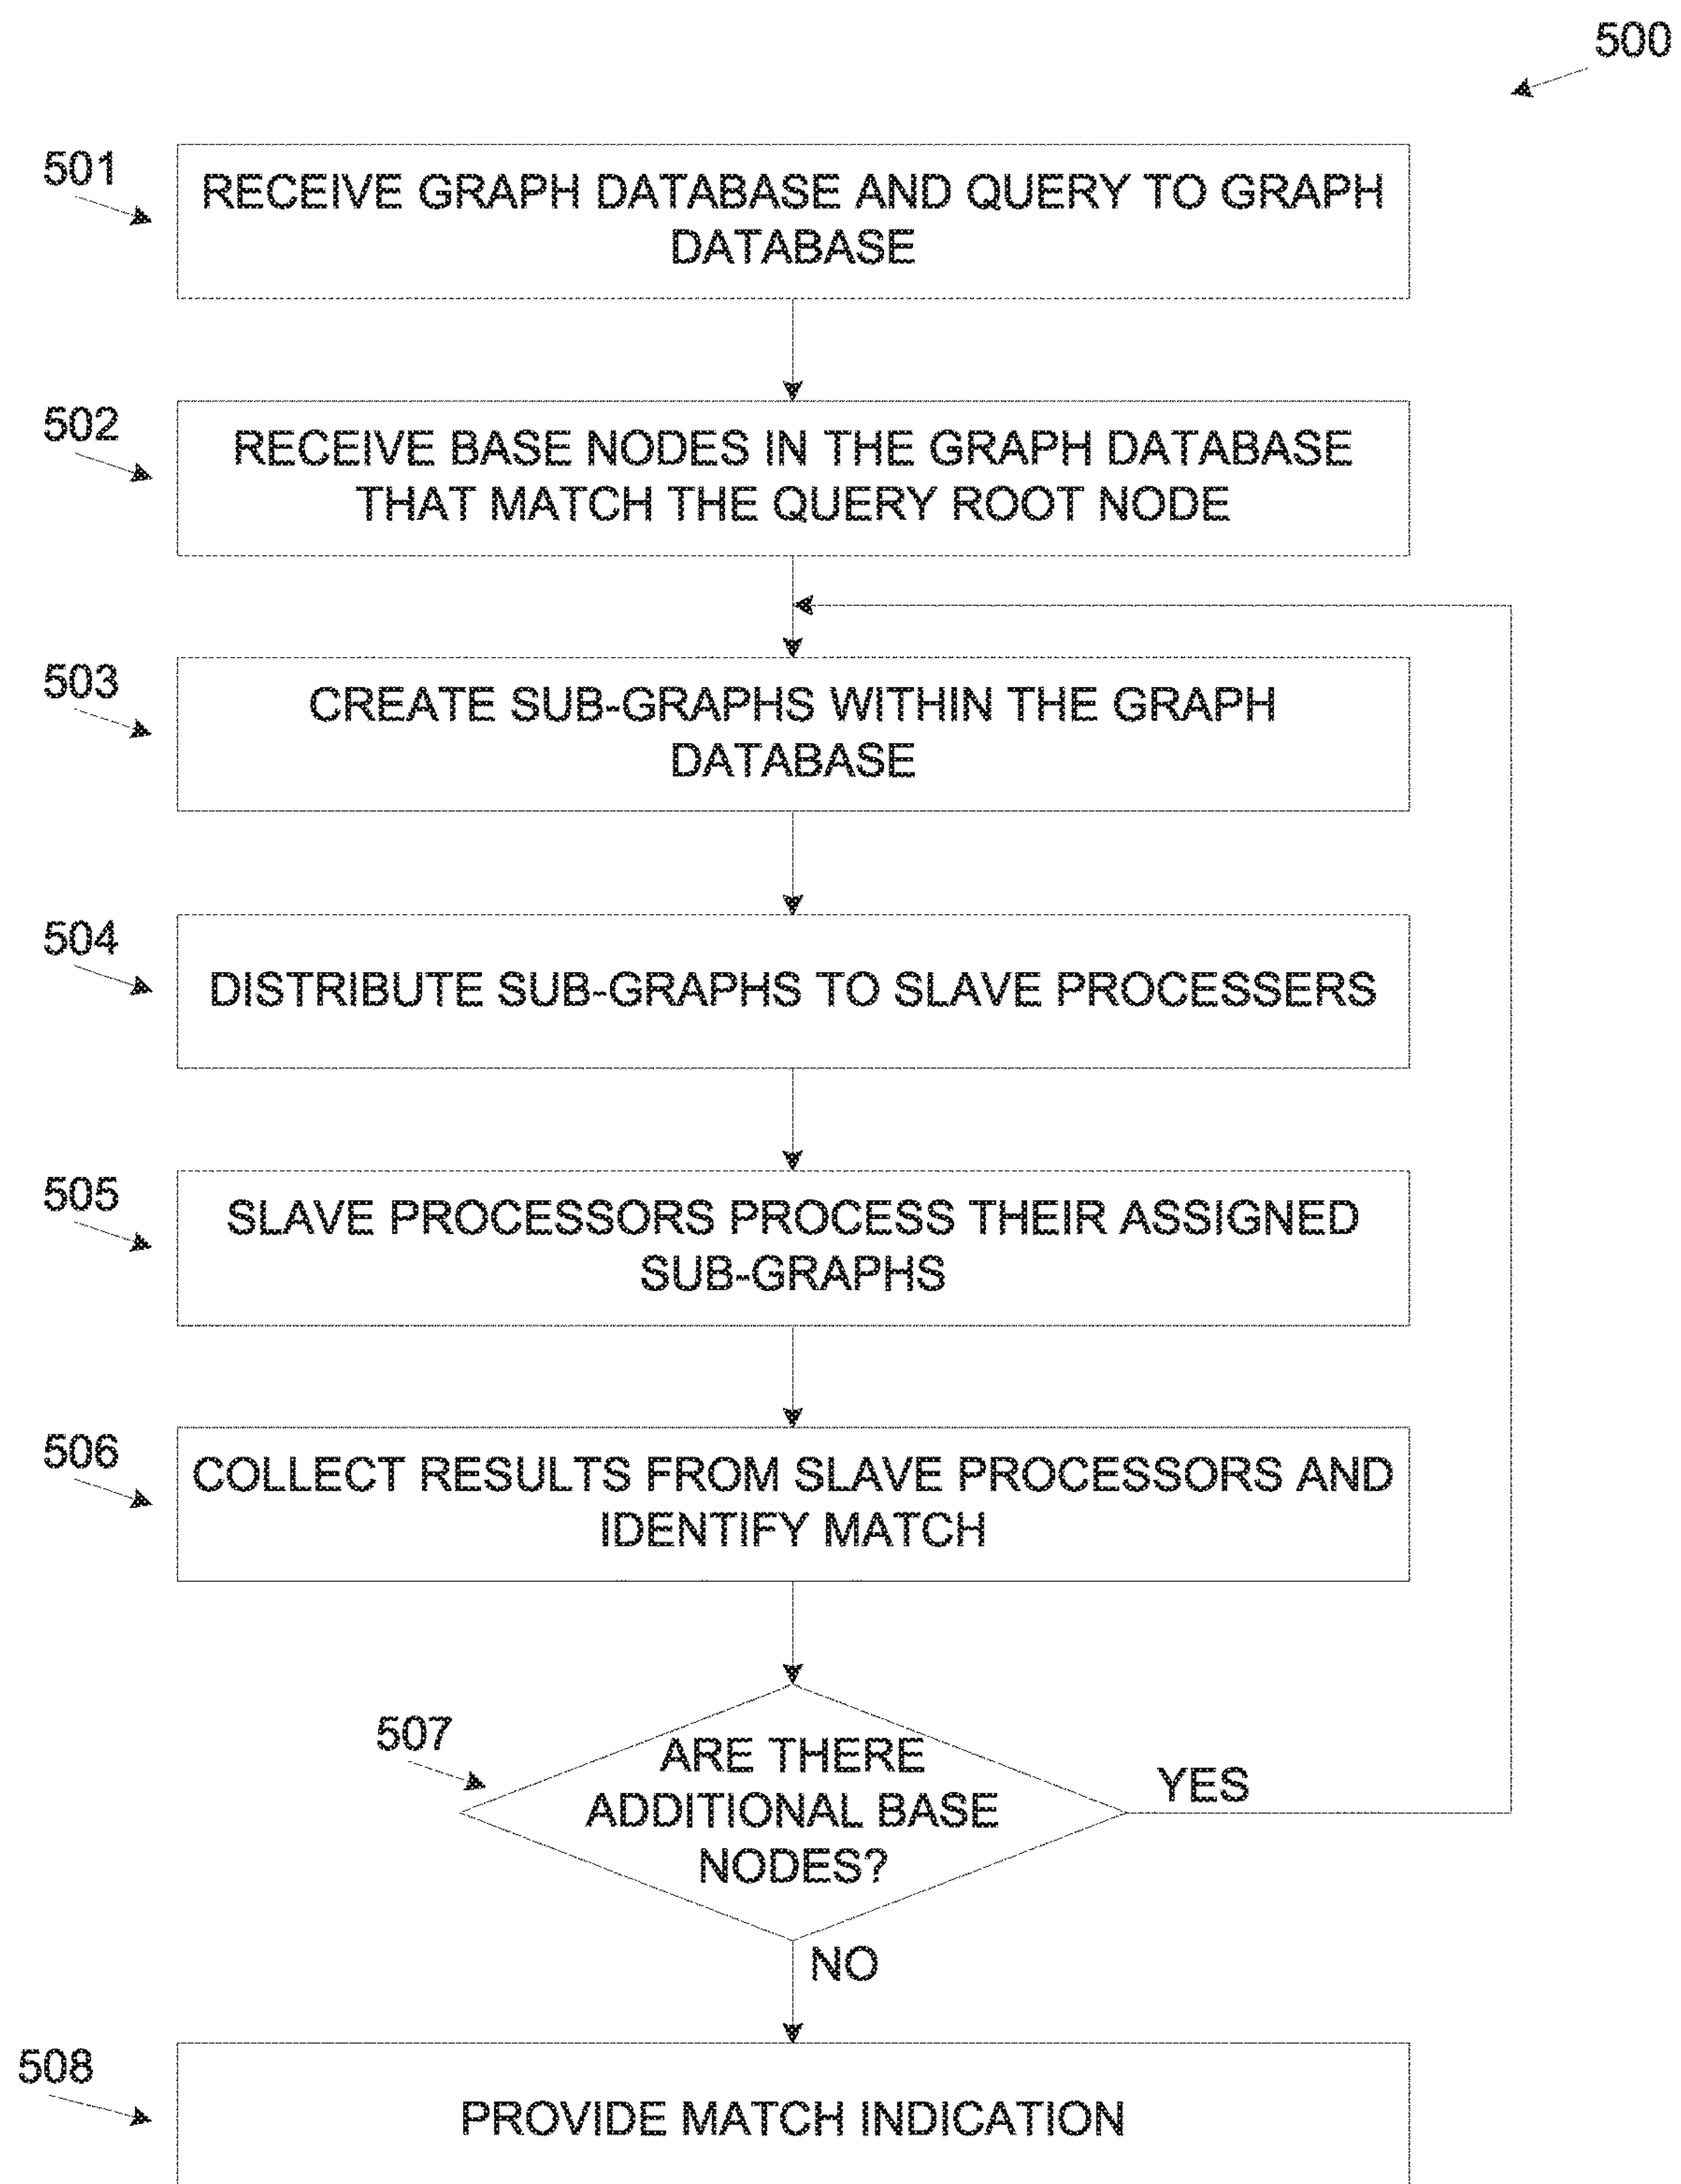 500
501
RECEIVE GRAPH DATABASE AND QUERY TO GRAPH
DATABASE
502
RECEIVE BASE NODES IN THE GRAPH DATABASE
THAT MATCH THE QUERY ROOT NODE
503
CREATE SUB-GRAPHS WITHIN THE GRAPH
DATABASE
504
DISTRIBUTE SUB-GRAPHS TO SLAVE PROCESSERS
505
SLAVE PROCESSORS PROCESS THEIR ASSIGNED
SUB-GRAPHS
506
COLLECT RESULTS FROM SLAVE PROCESSORS AND
IDENTIFY MATCH
507
ARE THERE
ADDITIONAL BASE
NODES?
YES
NO
508
PROVIDE MATCH INDICATION